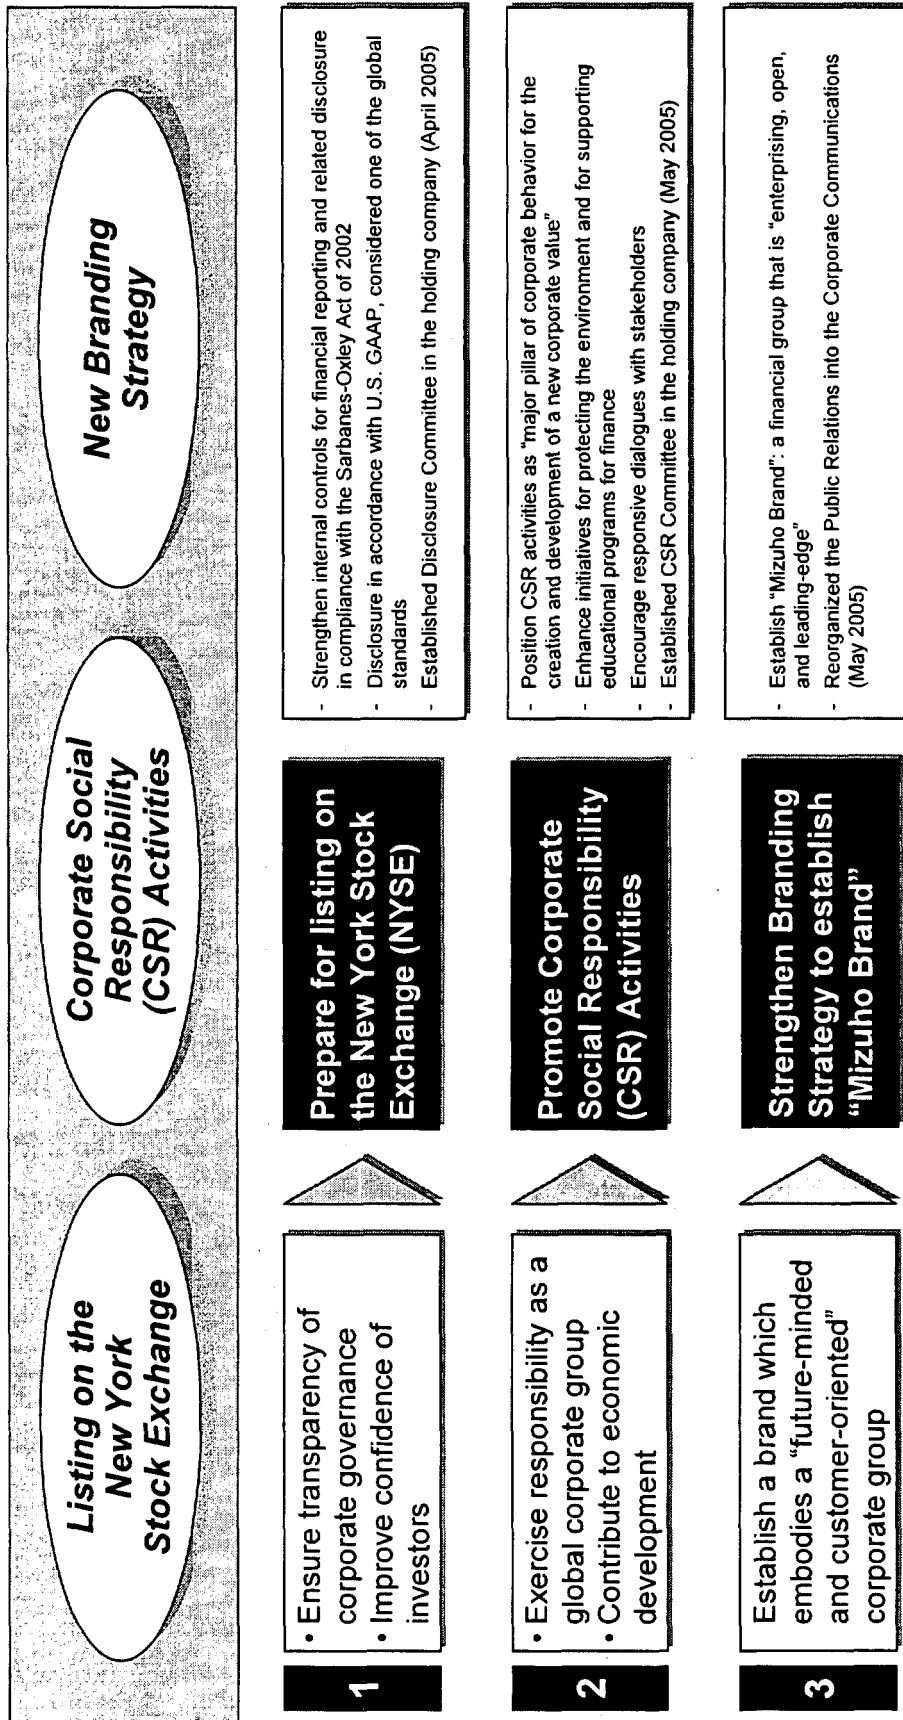 Listing on the
New York
Stock Exchange
Corporate Social
Responsibility
(CSR) Activities
New Branding
Strategy
1
• Ensure transparency of
corporate governance
• Improve confidence of
investors
Prepare for listing on
the New York Stock
Exchange (NYSE)
- Strengthen internal controls for financial reporting and related disclosure
in compliance with the Sarbanes-Oxley Act of 2002
- Disclosure in accordance with U.S. GAAP, considered one of the global
standards
- Established Disclosure Committee in the holding company (April 2005)
2
• Exercise responsibility as a
global corporate group
• Contribute to economic
development
Promote Corporate
Social Responsibility
(CSR) Activities
- Position CSR activities as "major pillar of corporate behavior for the
creation and development of a new corporate value"
- Enhance initiatives for protecting the environment and for supporting
educational programs for finance
- Encourage responsive dialogues with stakeholders
- Established CSR Committee in the holding company (May 2005)
3
Establish a brand which
embodies a "future-minded
and customer-oriented"
corporate group
Strengthen Branding
Strategy to establish
"Mizuho Brand"
- Establish "Mizuho Brand": a financial group that is "enterprising, open,
and leading-edge"
- Reorganized the Public Relations into the Corporate Communications
(May 2005)